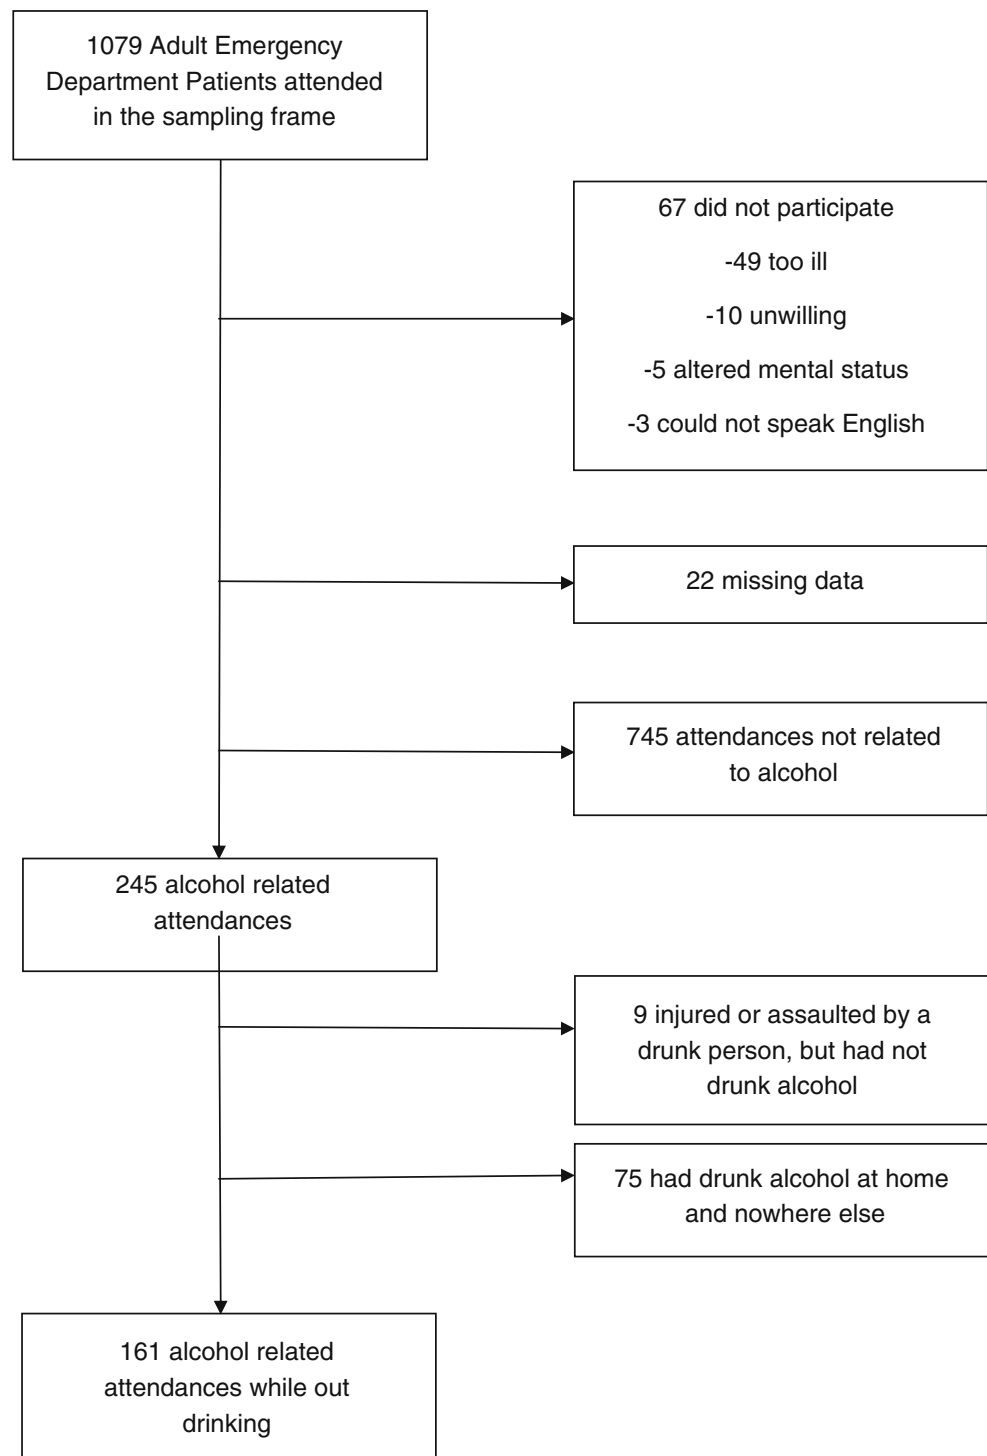 1079 Adult Emergency
Department Patients attended
in the sampling frame
67 did not participate
-49 too ill
-10 unwilling
-5 altered mental status
-3 could not speak English
22 missing data
745 attendances not related
to alcohol
245 alcohol related
attendances
9 injured or assaulted by a
drunk person, but had not
drunk alcohol
75 had drunk alcohol at home
and nowhere else
161 alcohol related
attendances while out
drinking